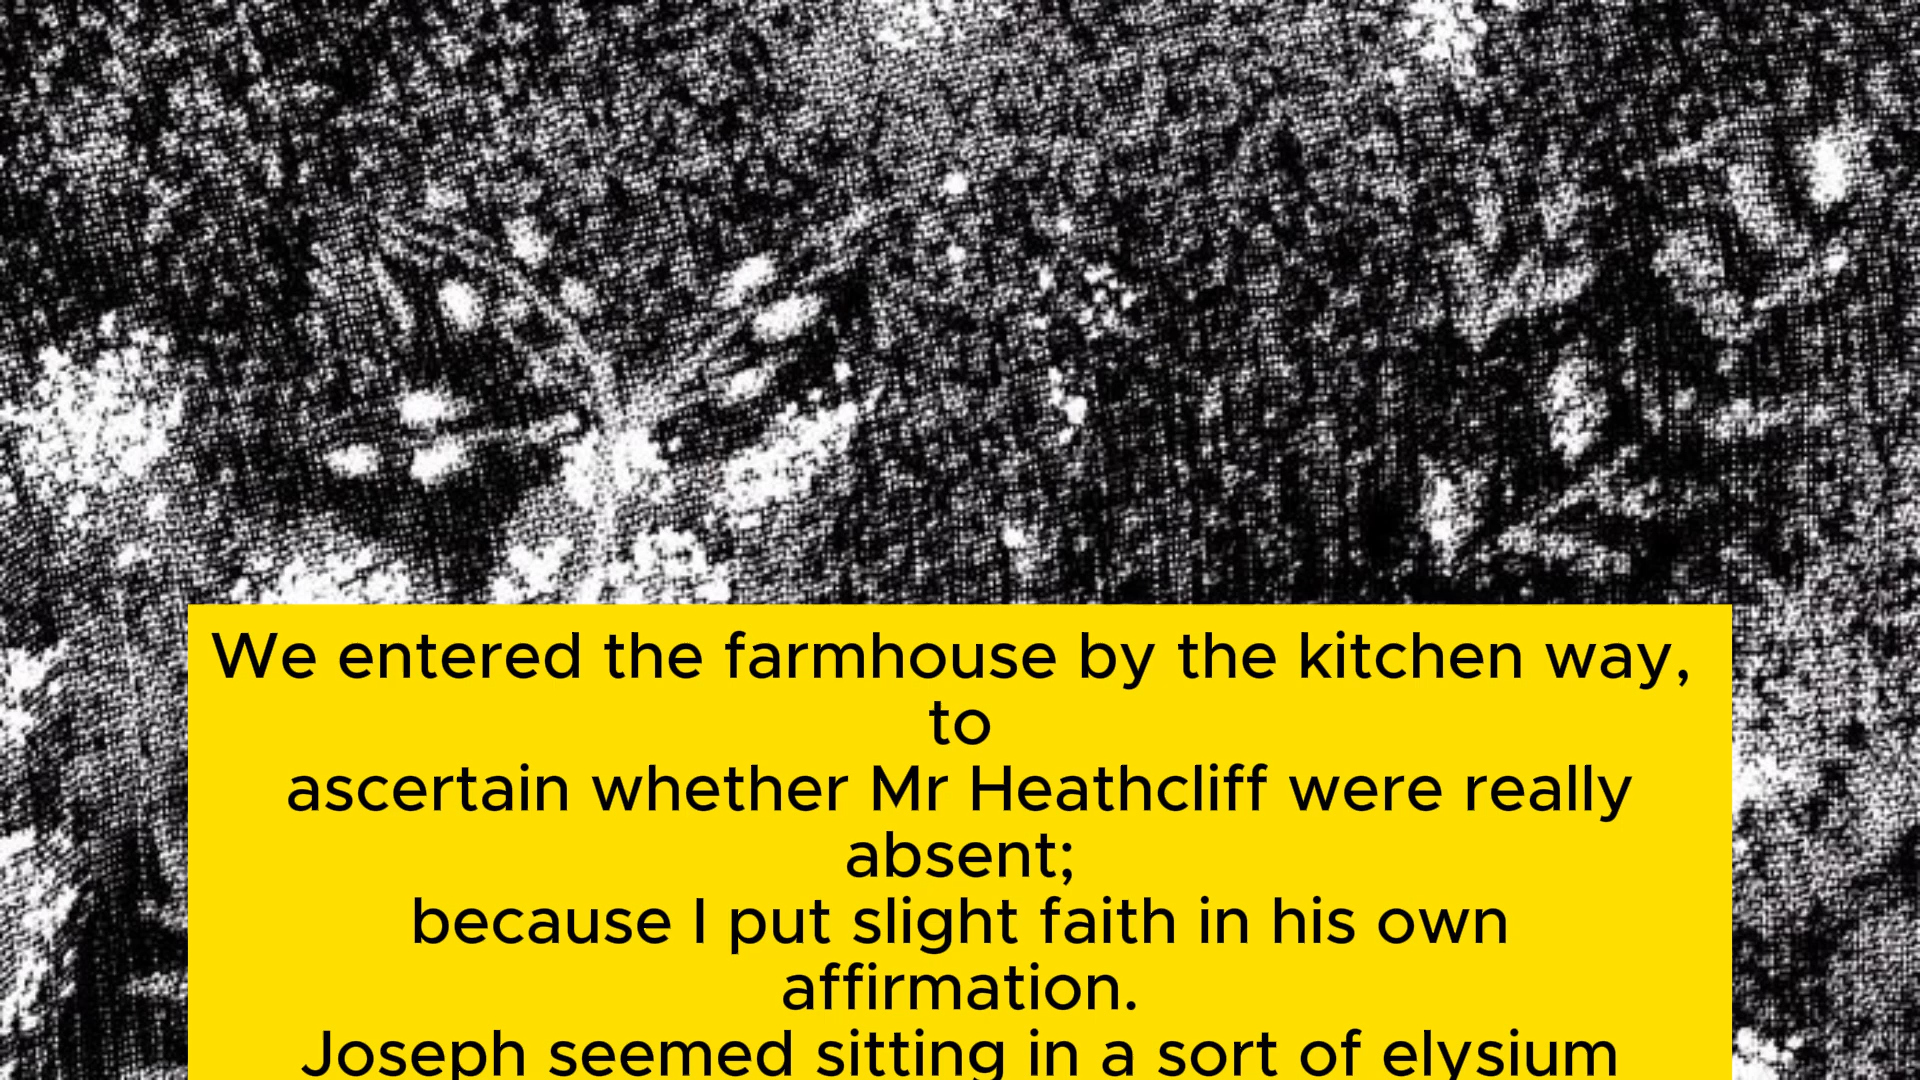 We entered the farmhouse by the kitchen way,
to
ascertain whether Mr Heathcliff were really
absent;
because I put slight faith in his own
affirmation.
Joseph seemed sitting in a sort of elysium